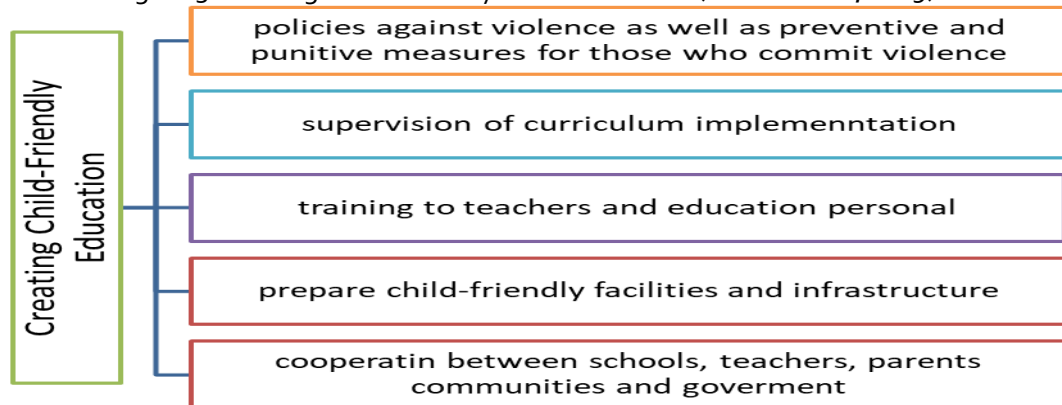 Creating Child-Friendly
Education
policies against violence as well as preventive and
punitive measures for those who commit violence
supervision of curriculum implemenntation
training to teachers and education personal
prepare child-friendly facilities and infrastructure
cooperatin between schools, teachers, parents
communities and goverment